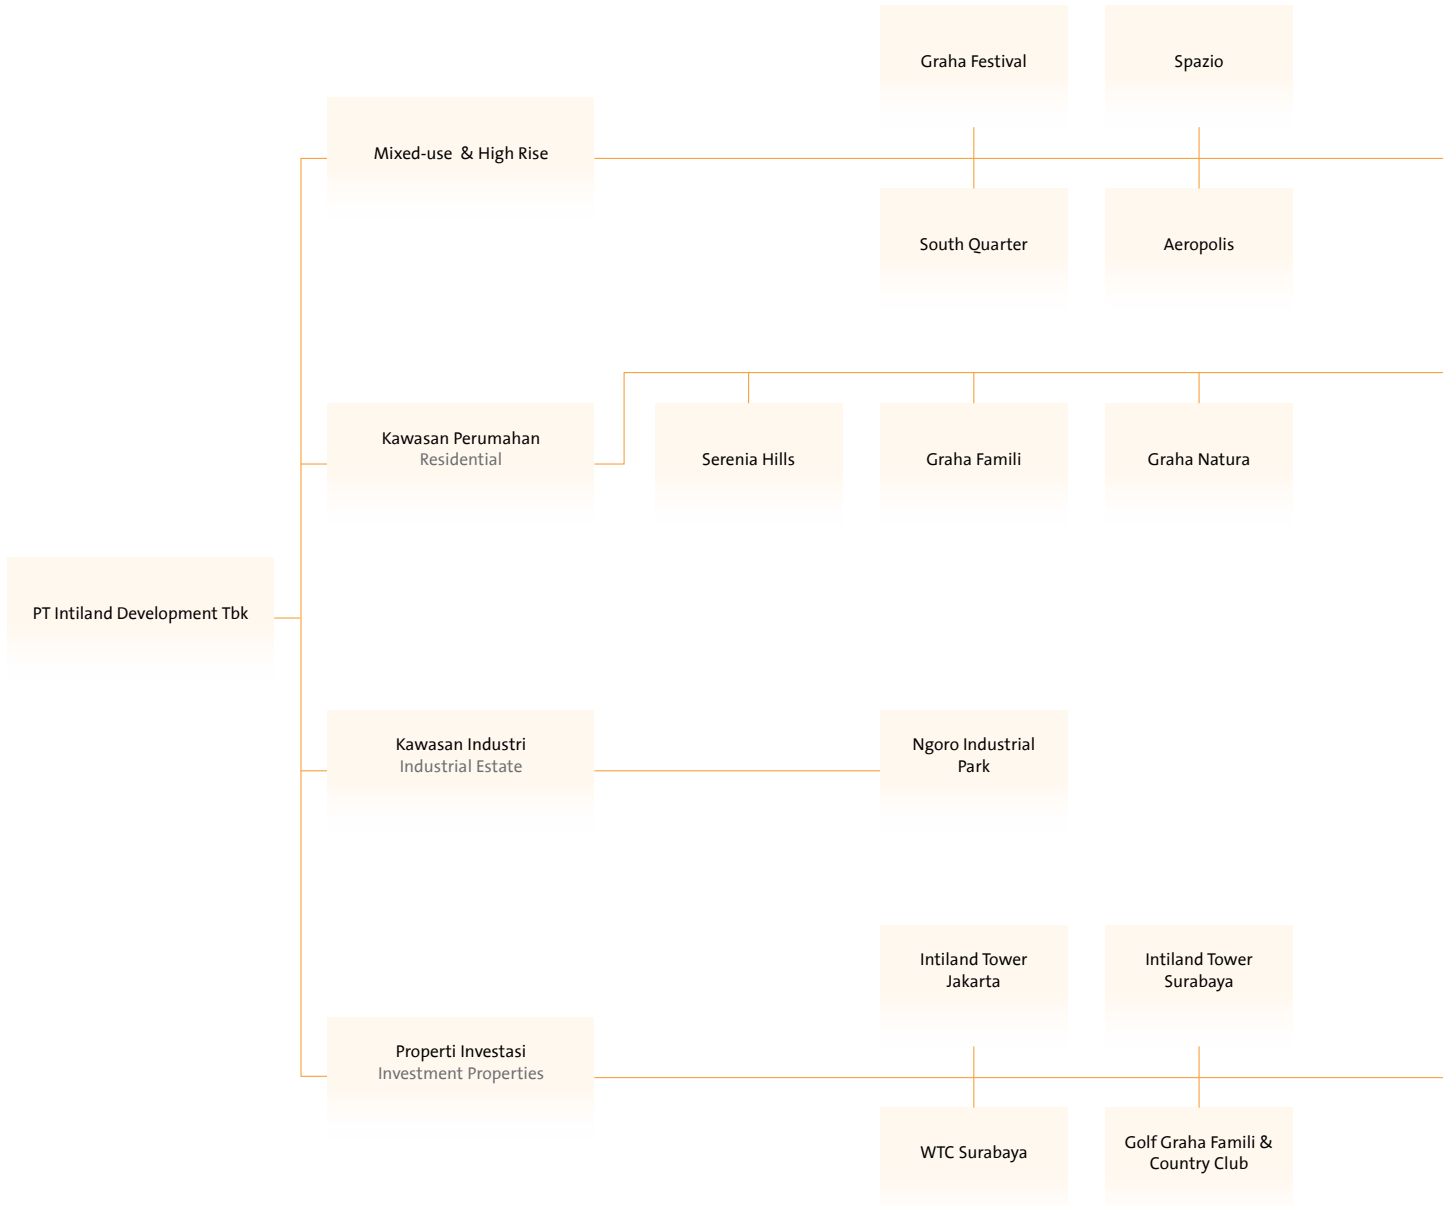 Graha Festival
Spazio
Mixed-use & High Rise
South Quarter
Aeropolis
Kawasan Perumahan
Residential
Serenia Hills
Graha Famili
Graha Natura
PT Intiland Development Tbk
Kawasan Industri
Industrial Estate
Ngoro Industrial
Park
Intiland Tower
Jakarta
Intiland Tower
Surabaya
Properti Investasi
Investment Properties
WTC Surabaya
Golf Graha Famili &
Country Club